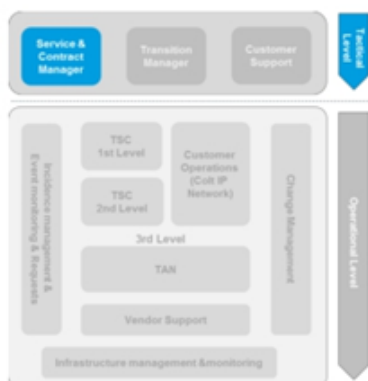 Service &
Contract
Manager
Transition
Manager
Customer
Support
Tactical
Level
Incidence management &
Event monitoring & Requests
TSC
1st Level
TSC
2nd Level
Customer
Operations
(Colt IP
Network)
Change Management
3rd Level
TAN
Vendor Support
Infrastructure management &monitoring
Operational Level